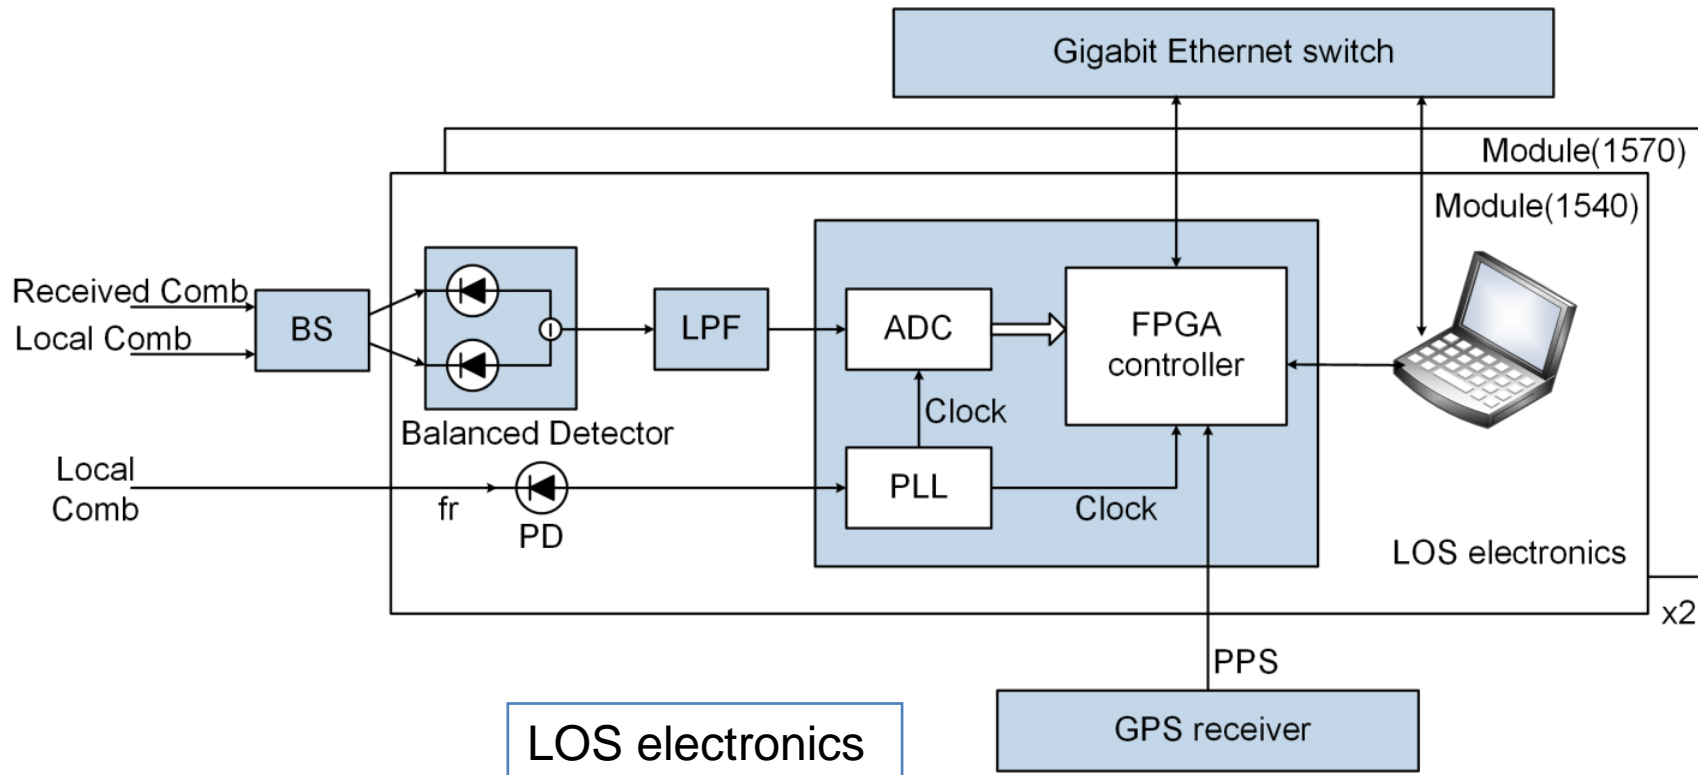 Gigabit Ethernet switch
Module(1570)
Module(1540)
Received Comb
Local Comb
BS
LPF
ADC
FPGA
controller
Clock
Balanced Detector
Local
Comb
fr
PD
PLL
Clock
LOS electronics
x2
PPS
GPS receiver
LOS electronics